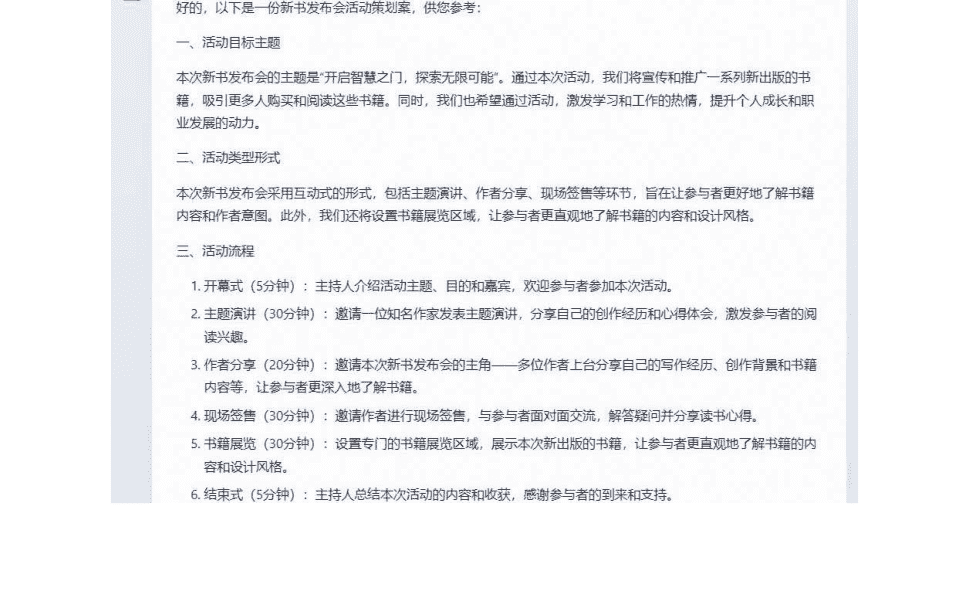 好的，以下是一份新书发布会活动策划案，供您参考：
一、活动目标主题
本次新书发布会的主题是“开启智慧之门，探索无限可能”。通过本次活动，我们将宣传和推广一系列新出版的书
籍，吸引更多人购买和阅读这些书籍。同时，我们也希望通过活动，激发学习和工作的热情，提升个人成长和职
业发展的动力。
二、活动类型形式
本次新书发布会采用互动式的形式，包括主题演讲、作者分享、现场签售等环节，旨在让参与者更好地了解书籍
内容和作者意图。此外，我们还将设置书籍展览区域，让参与者更直观地了解书籍的内容和设计风格。
三、活动流程
1. 开幕式（5分钟）：主持人介绍活动主题、目的和嘉宾，欢迎参与者参加本次活动。
2. 主题演讲（30分钟）：邀请一位知名作家发表主题演讲，分享自己的创作经历和心得体会，激发参与者的阅
读兴趣。
3. 作者分享（20分钟）：邀请本次新书发布会的主角——多位作者上台分享自己的写作经历、创作背景和书籍
内容等，让参与者更深入地了解书籍。
4. 现场签售（30分钟）：邀请作者进行现场签售，与参与者面对面交流，解答疑问并分享读书心得。
5. 书籍展览（30分钟）：设置专门的书籍展览区域，展示本次新出版的书籍，让参与者更直观地了解书籍的内
容和设计风格。
6. 结束式（5分钟）：主持人总结本次活动的内容和收获，感谢参与者的到来和支持。